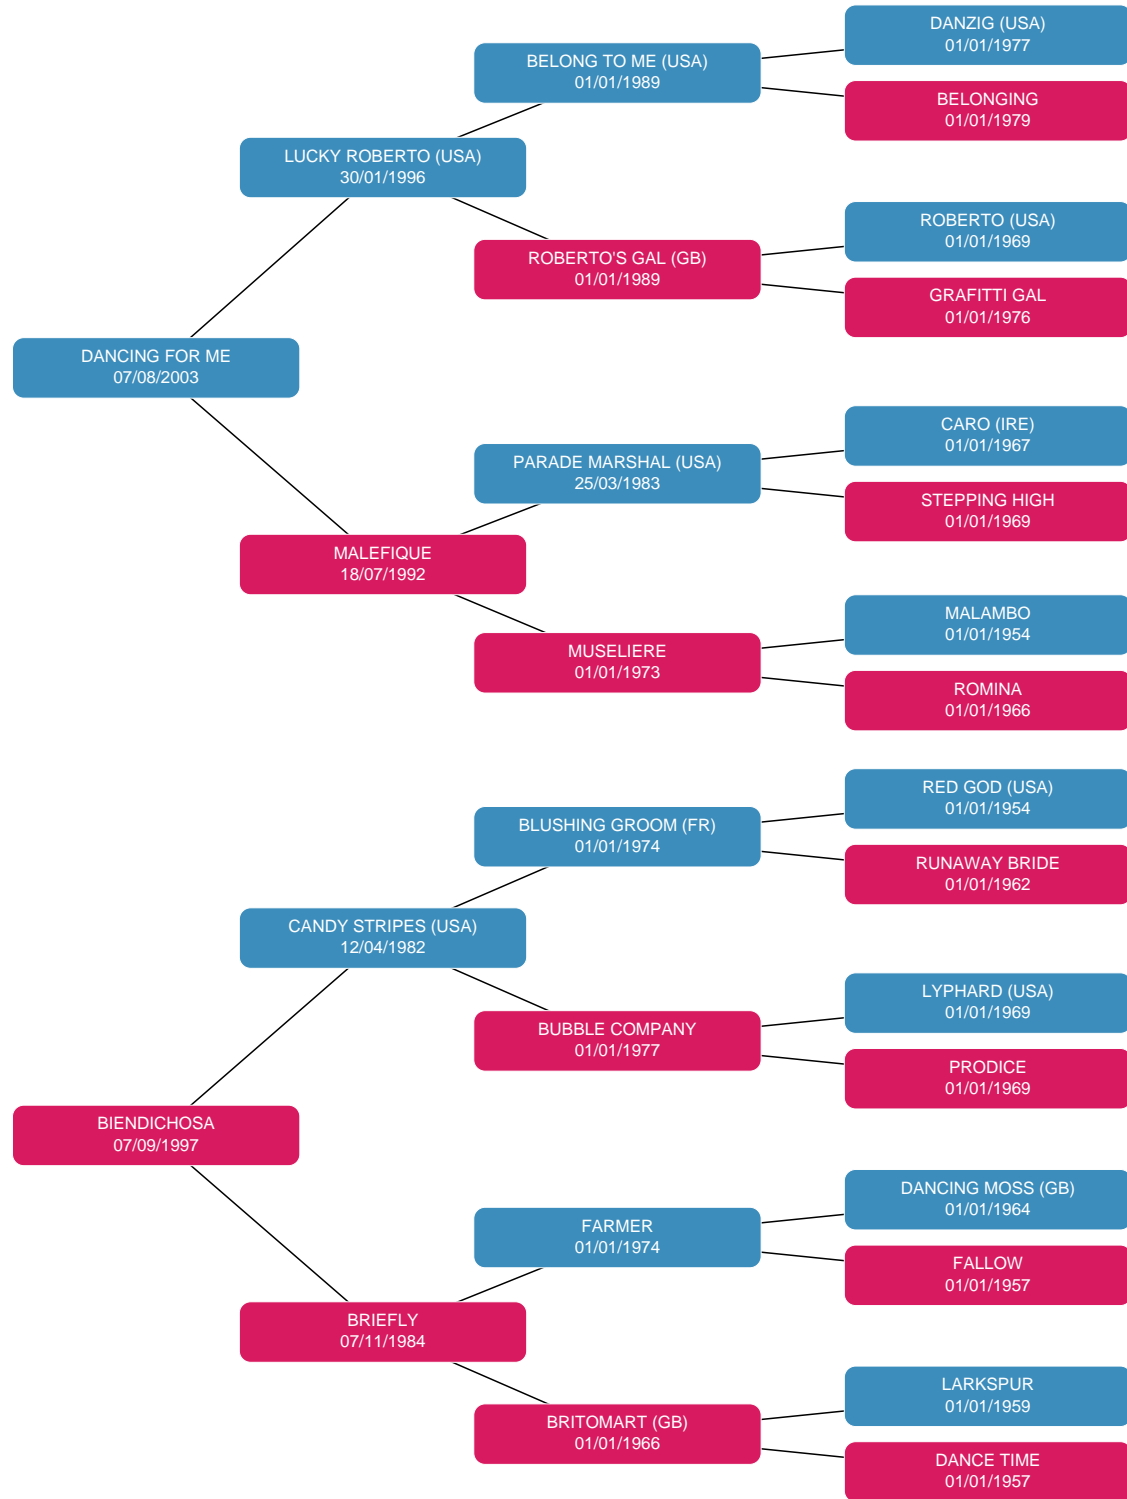 DANZIG (USA)
01/01/1977
BELONG TO ME (USA)
01/01/1989
BELONGING
01/01/1979
LUCKY ROBERTO (USA)
30/01/1996
ROBERTO (USA)
01/01/1969
ROBERTO'S GAL (GB)
01/01/1989
GRAFITTI GAL
01/01/1976
DANCING FOR ME
07/08/2003
CARO (IRE)
01/01/1967
PARADE MARSHAL (USA)
25/03/1983
STEPPING HIGH
01/01/1969
MALEFIQUE
18/07/1992
MALAMBO
01/01/1954
MUSELIERE
01/01/1973
ROMINA
01/01/1966
RED GOD (USA)
01/01/1954
BLUSHING GROOM (FR)
01/01/1974
RUNAWAY BRIDE
01/01/1962
CANDY STRIPES (USA)
12/04/1982
LYPHARD (USA)
01/01/1969
BUBBLE COMPANY
01/01/1977
PRODICE
01/01/1969
BIENDICHOSA
07/09/1997
DANCING MOSS (GB)
01/01/1964
FARMER
01/01/1974
FALLOW
01/01/1957
BRIEFLY
07/11/1984
LARKSPUR
01/01/1959
BRITOMART (GB)
01/01/1966
DANCE TIME
01/01/1957